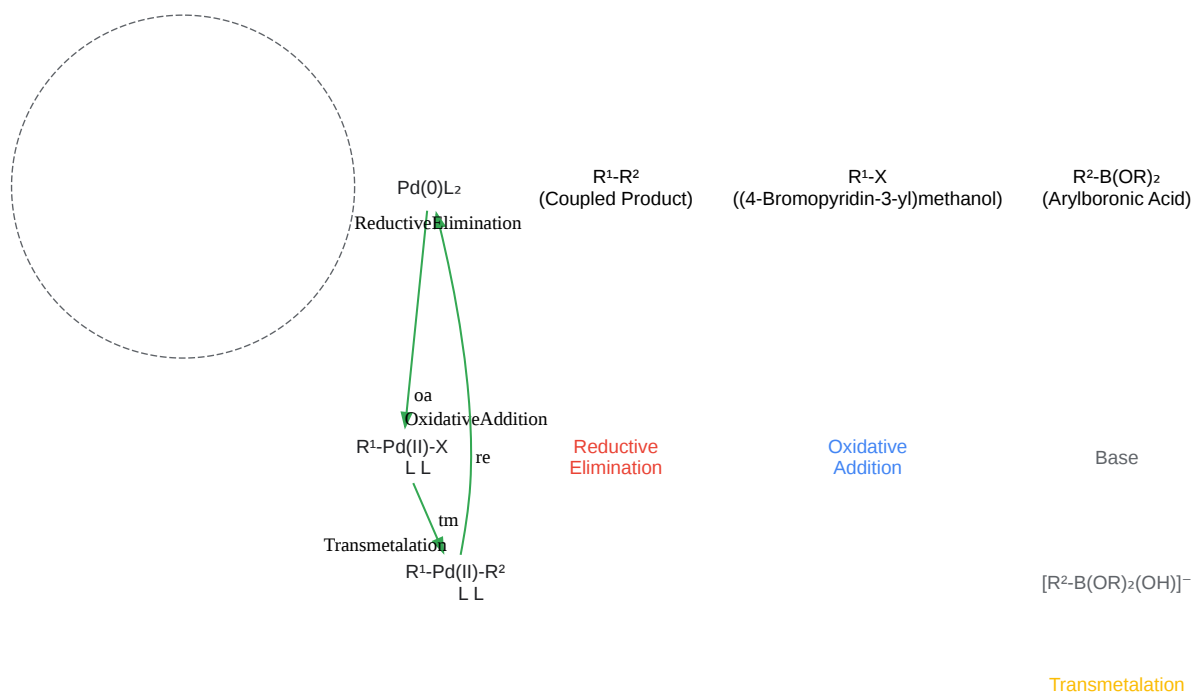 Pd(0)L₂
R¹-R²
(Coupled Product)
R¹-X
((4-Bromopyridin-3-yl)methanol)
R²-B(OR)₂
(Arylboronic Acid)
ReductiveElimination
oa
OxidativeAddition
R¹-Pd(II)-X
L L
re
Reductive
Elimination
Oxidative
Addition
Base
tm
Transmetalation
R¹-Pd(II)-R²
L L
[R²-B(OR)₂(OH)]⁻
Transmetalation